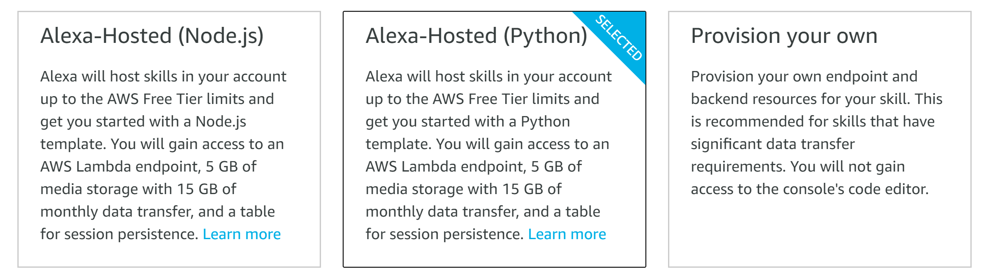 Alexa-Hosted (Node.js)
Alexa will host skills in your account
up to the AWS Free Tier limits and
get you started with a Node.js
template. You will gain access to an
AWS Lambda endpoint, 5 GB of
media storage with 15 GB of
monthly data transfer, and a table
for session persistence. Learn more
Alexa-Hosted (Python)
SELECTED
Alexa will host skills in your account
up to the AWS Free Tier limits and
get you started with a Python
template. You will gain access to an
AWS Lambda endpoint, 5 GB of
media storage with 15 GB of
monthly data transfer, and a table
for session persistence. Learn more
Provision your own
Provision your own endpoint and
backend resources for your skill. This
is recommended for skills that have
significant data transfer
requirements. You will not gain
access to the console's code editor.